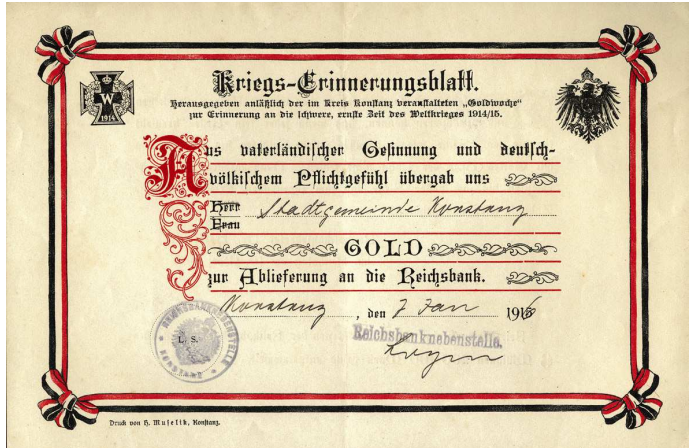 W
1914
Kriegs-Erinnerungsblatt.
Herausgegeben anläßlich der im Kreis Konstanz veranstalteten „Goldwoche“
zur Erinnerung an die schwere, ernste Zeit des Weltkrieges 1914/15.
Aus vaterländischer Gesinnung und deutsch-
völkischem Pflichtgefühl übergab uns
Herr
Frau
Stadtgemeinde Konstanz
GOLD
zur Ablieferung an die Reichsbank.
Konstanz, den 7 Jan 1916
REICHSBANKNEBENSTELLE
L. S.
KONSTANZ
Reichsbanknebenstelle.
Druck von H. Muselik, Konstanz.